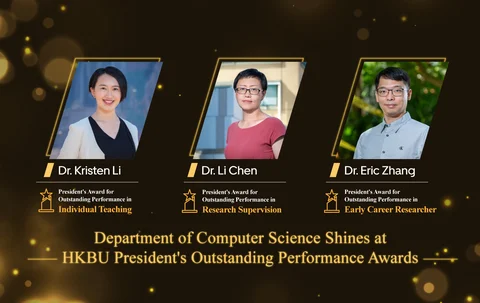 Dr. Kristen Li
President's Award for
Outstanding Performance in
Individual Teaching
Dr. Li Chen
President's Award for
Outstanding Performance in
Research Supervision
Dr. Eric Zhang
President's Award for
Outstanding Performance in
Early Career Researcher
Department of Computer Science Shines at
HKBU President's Outstanding Performance Awards